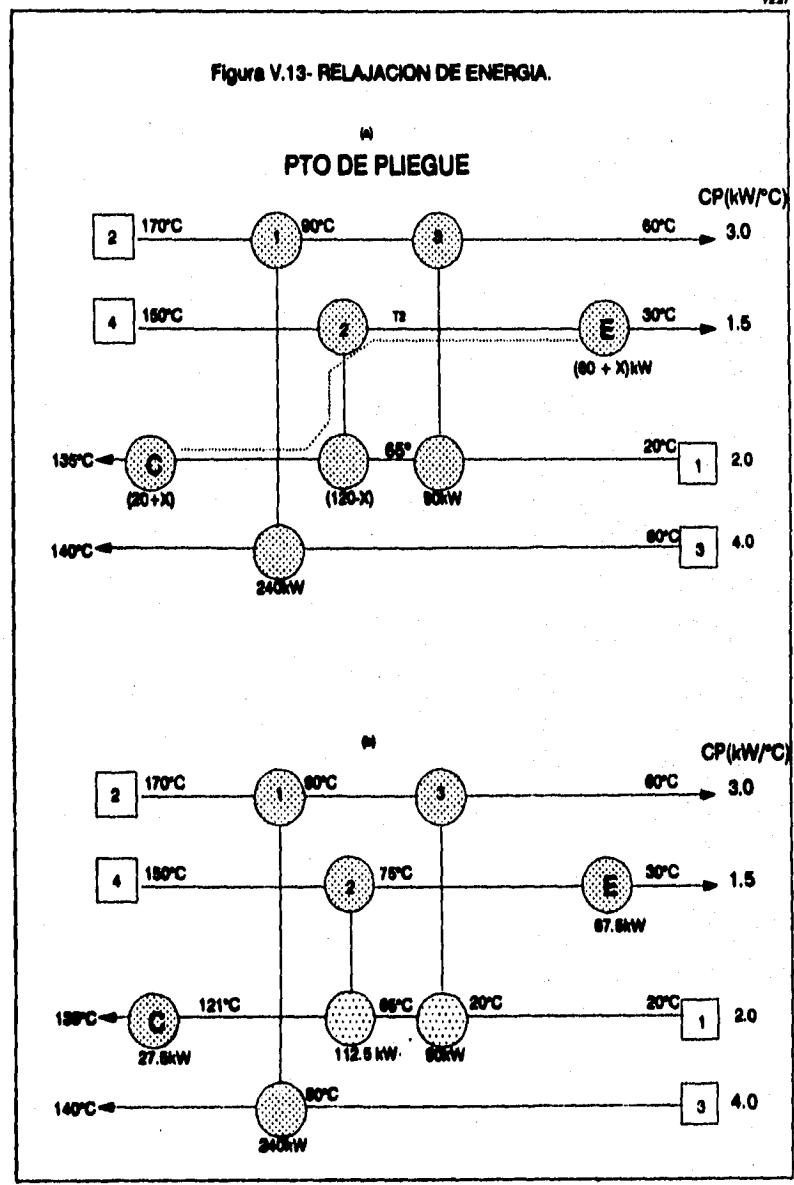 Figura V.13- RELAJACION DE ENERGIA.
(a)
PTO DE PLIEGUE
CP(kW/°C)
2 170°C 1 90°C 3 60°C 3.0
4 150°C 2 T2 E 30°C 1.5
(60 + X)kW
135°C C 65° 20°C 1 2.0
(20+X) (120-X) 90kW
140°C 80°C 3 4.0
240kW
(b)
CP(kW/°C)
2 170°C 1 90°C 3 60°C 3.0
4 150°C 2 75°C E 30°C 1.5
67.5kW
135°C C 121°C 65°C 20°C 20°C 1 2.0
27.5kW 112.5 kW 90kW
140°C 80°C 3 4.0
240kW